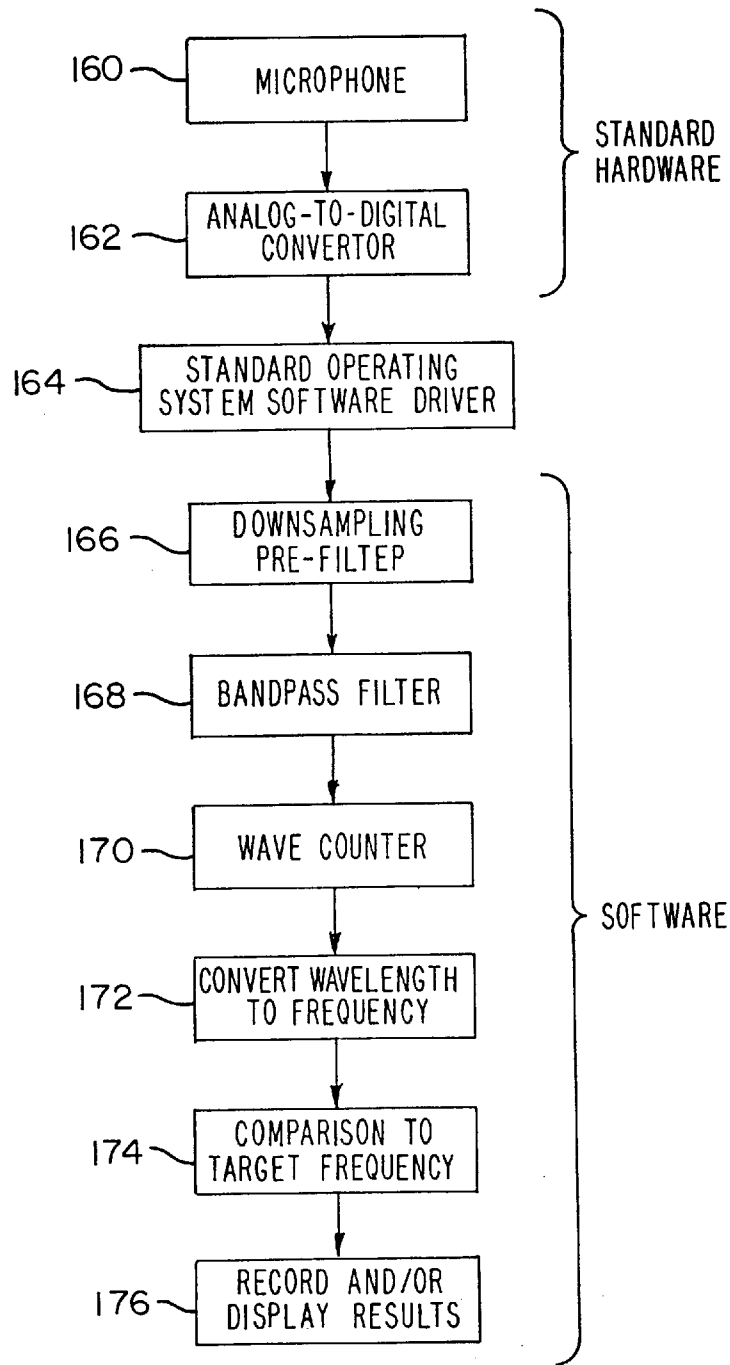 160
MICROPHONE
STANDARD
HARDWARE
162
ANALOG-TO-DIGITAL
CONVERTOR
164
STANDARD OPERATING
SYSTEM SOFTWARE DRIVER
166
DOWNSAMPLING
PRE-FILTEP
168
BANDPASS FILTER
170
WAVE COUNTER
SOFTWARE
172
CONVERT WAVELENGTH
TO FREQUENCY
174
COMPARISON TO
TARGET FREQUENCY
176
RECORD AND/OR
DISPLAY RESULTS